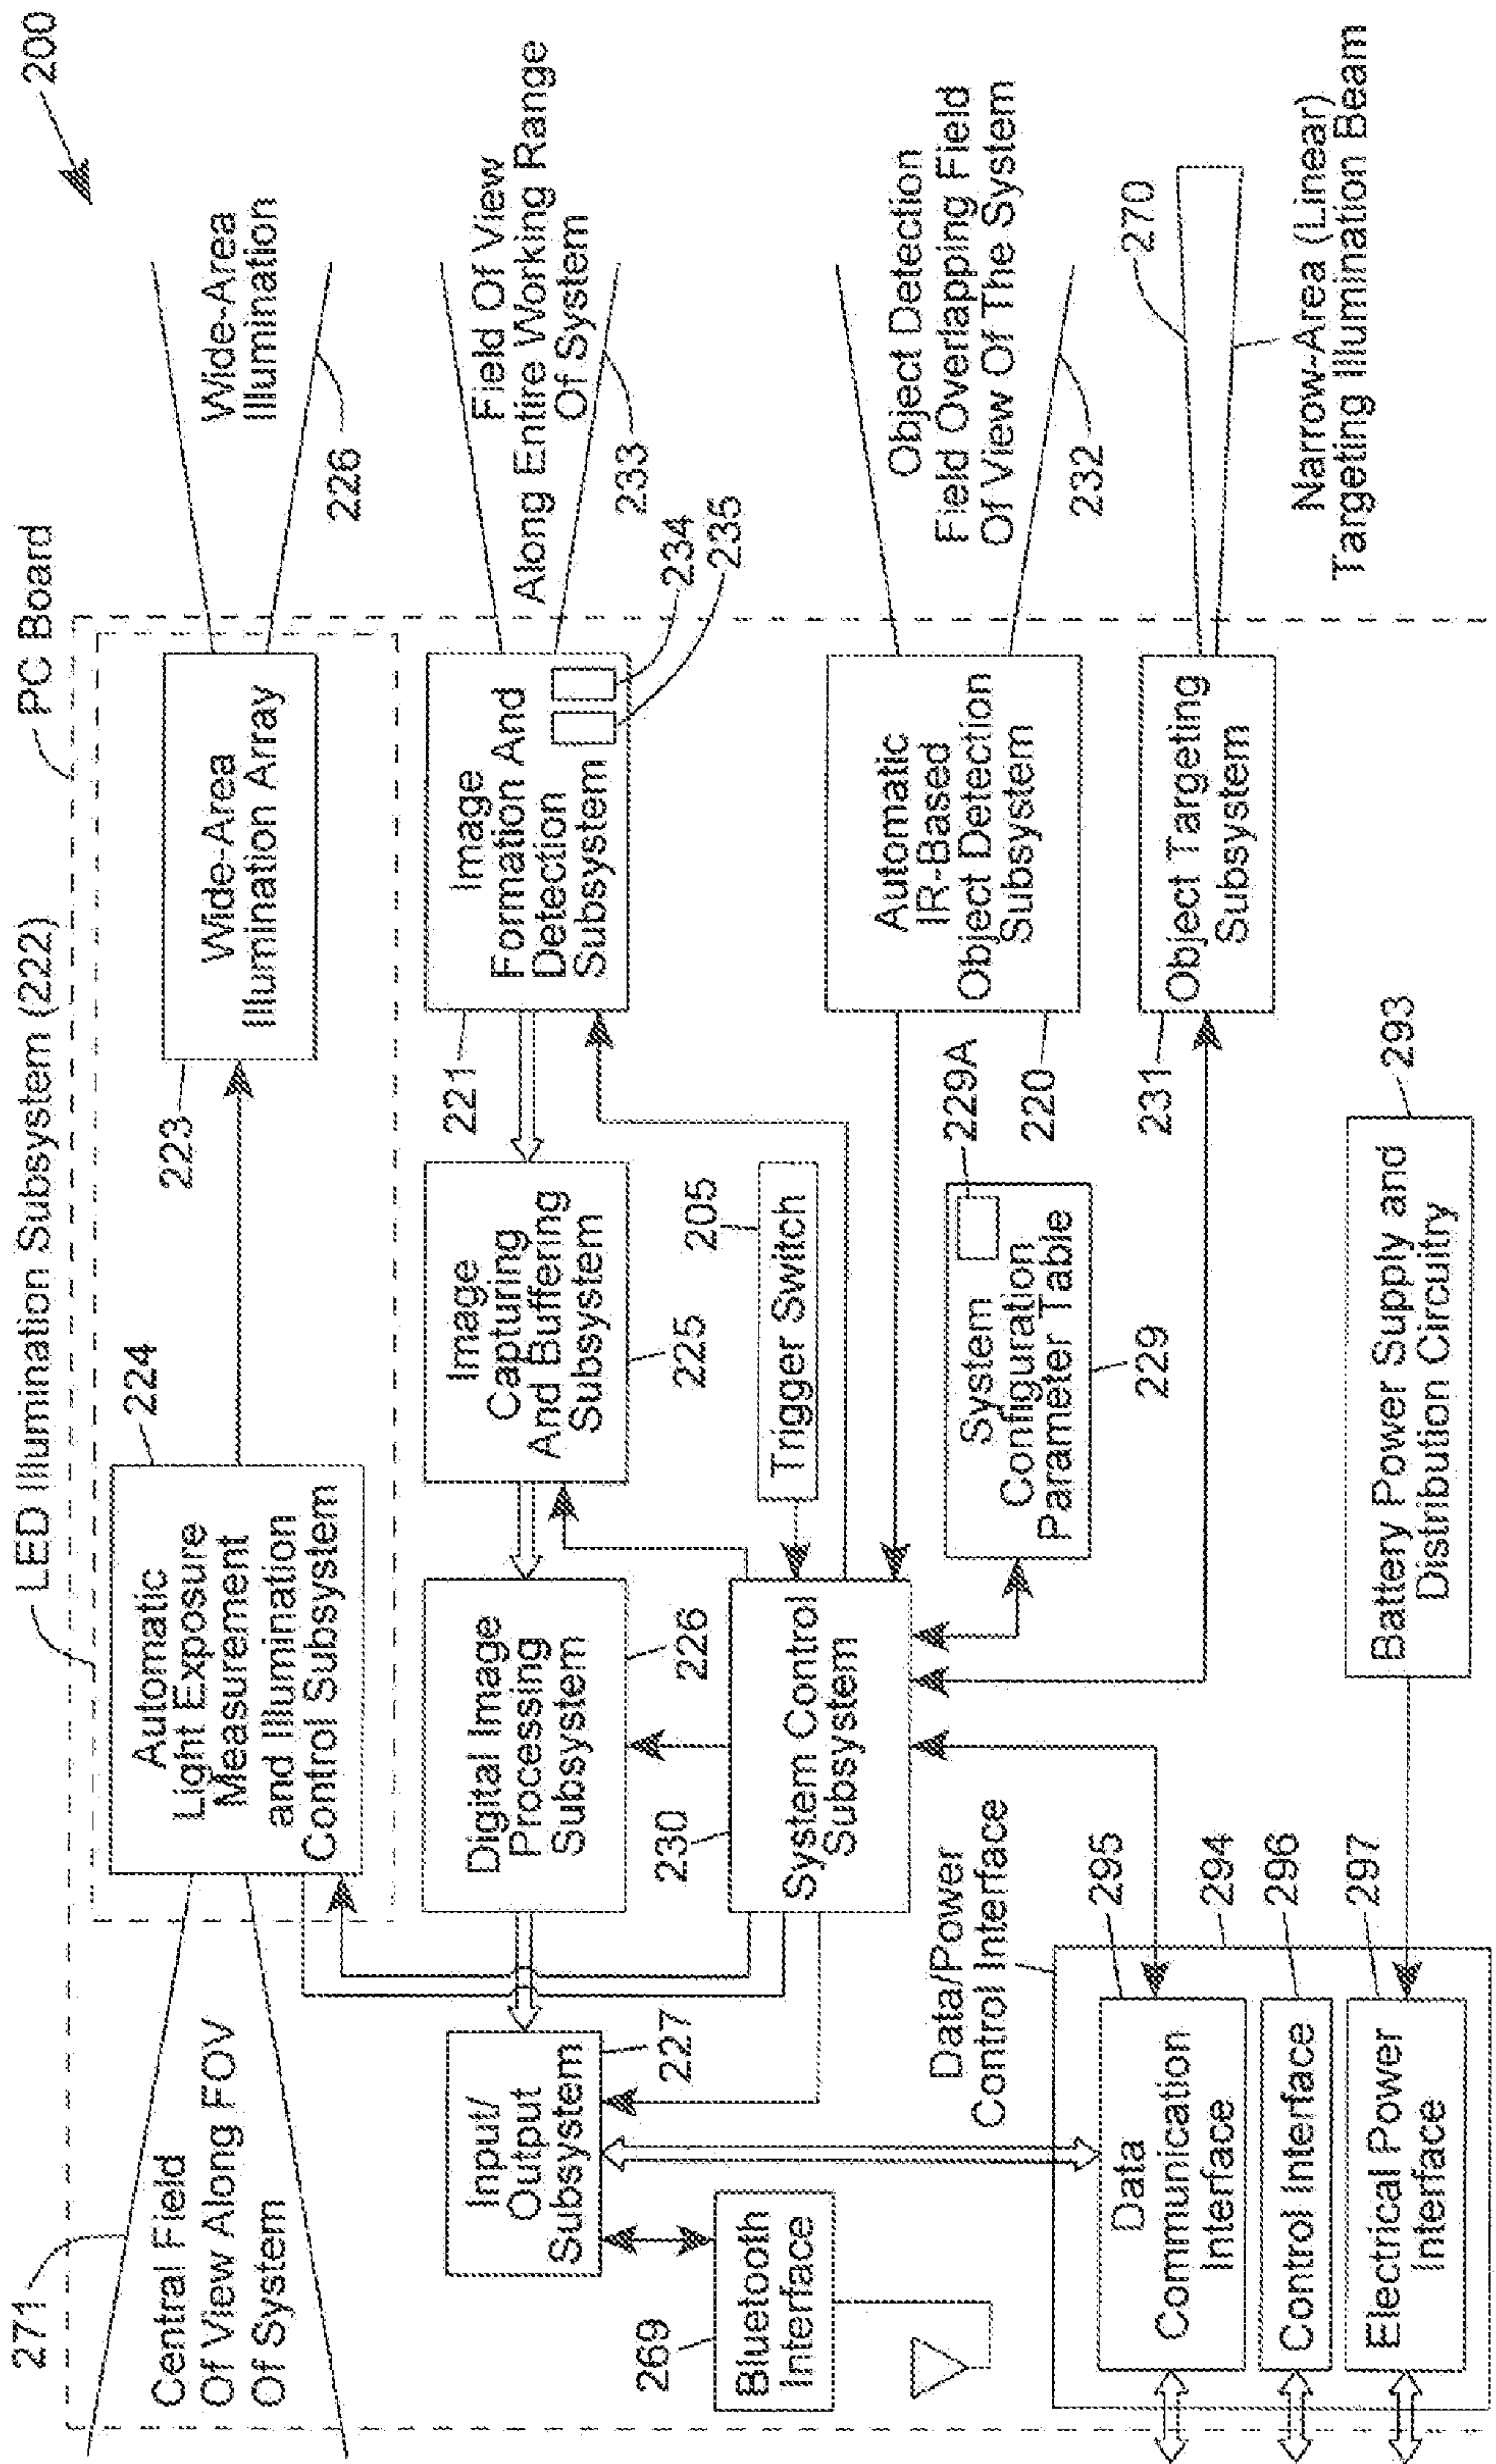 200
LED Illumination Subsystem (222)
PC Board
271
Central Field
Of View Along FOV
Of System
224
Automatic
Light Exposure
Measurement
and Illumination
Control Subsystem
223
Wide-Area
Illumination Array
Wide-Area
Illumination
226
Input/
Output
Subsystem
227
Digital Image
Processing
Subsystem
226
Image
Capturing
And Buffering
Subsystem
225
221
Image
Formation And
Detection
Subsystem
234
235
Field Of View
Along Entire Working Range
Of System
233
269
Bluetooth
Interface
230
System Control
Subsystem
205
Trigger Switch
System
Configuration
Parameter Table
229A
229
220
Automatic
IR-Based
Object Detection
Subsystem
Object Detection
Field Overlapping Field
Of View Of The System
232
231
Object Targeting
Subsystem
270
Narrow-Area (Linear)
Targeting Illumination Beam
Data/Power
Control Interface
295
294
296
297
Data
Communication
Interface
Control Interface
Electrical Power
Interface
293
Battery Power Supply and
Distribution Circuitry